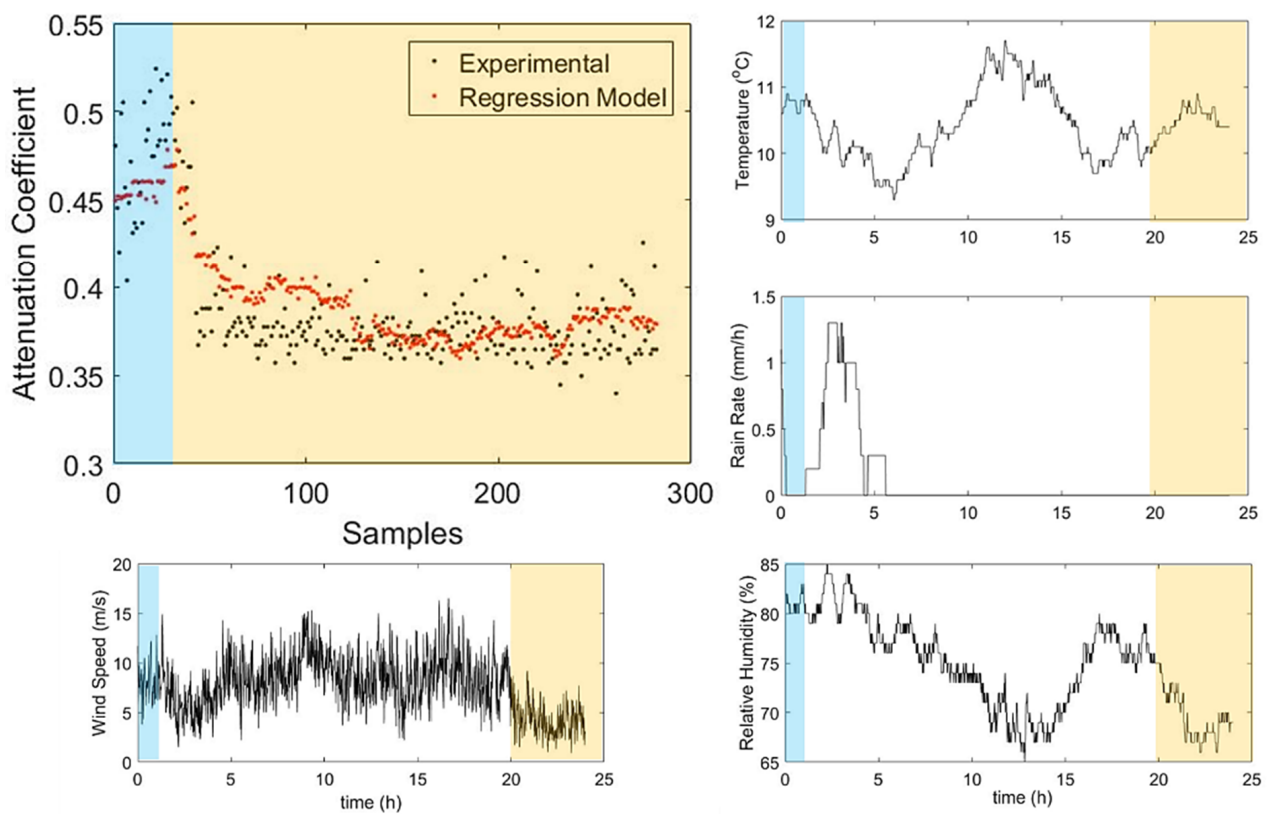 0.55
0.5
0.45
0.4
0.35
0.3
Attenuation Coefficient
Experimental
Regression Model
0 100 200 300
Samples
12
11
10
9
Temperature (°C)
0 5 10 15 20 25
1.5
1
0.5
0
Rain Rate (mm/h)
0 5 10 15 20 25
20
15
10
5
0
Wind Speed (m/s)
0 5 10 15 20 25
time (h)
85
80
75
70
65
Relative Humidity (%)
0 5 10 15 20 25
time (h)